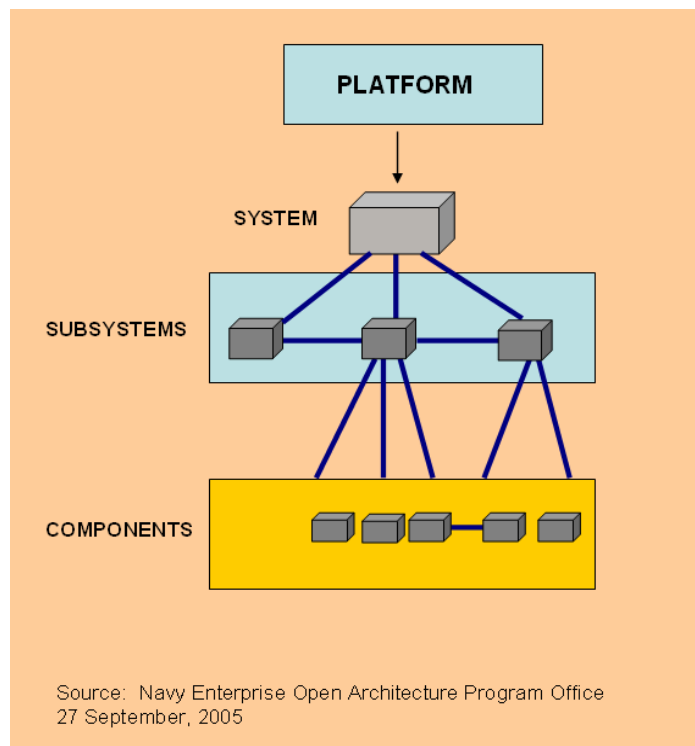 PLATFORM
SYSTEM
SUBSYSTEMS
COMPONENTS
Source:  Navy Enterprise Open Architecture Program Office
27 September, 2005